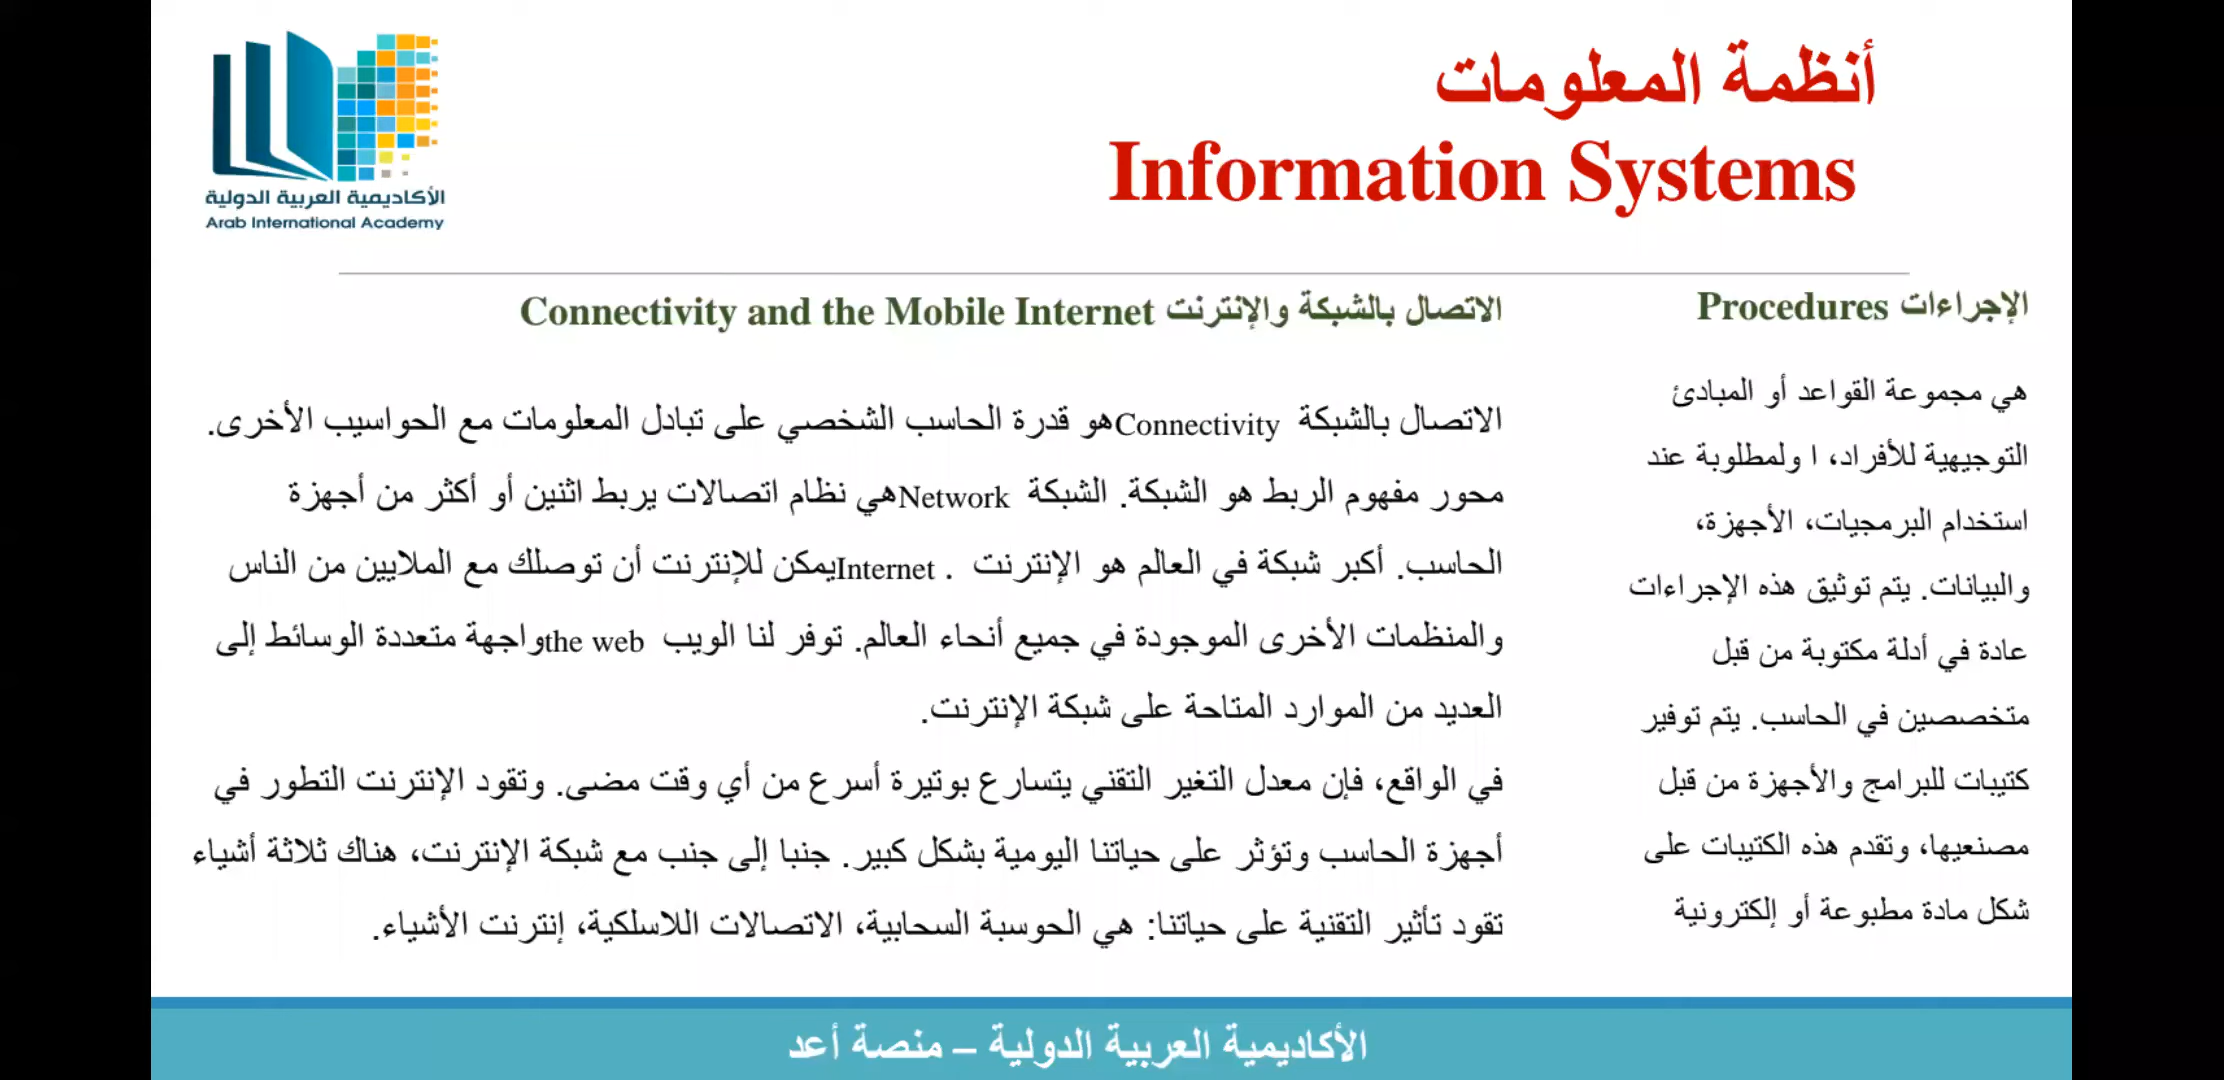 أنظمة المعلومات
Information Systems
الأكاديمية العربية الدولية
Arab International Academy
الإجراءات Procedures
هي مجموعة القواعد أو المبادئ
التوجيهية للأفراد، ا ولمطلوبة عند
استخدام البرمجيات، الأجهزة،
والبيانات. يتم توثيق هذه الإجراءات
عادة في أدلة مكتوبة من قبل
متخصصين في الحاسب. يتم توفير
كتيبات للبرامج والأجهزة من قبل
مصنعيها، وتقدم هذه الكتيبات على
شكل مادة مطبوعة أو إلكترونية
الاتصال بالشبكة والإنترنت Connectivity and the Mobile Internet
الاتصال بالشبكة Connectivityهو قدرة الحاسب الشخصي على تبادل المعلومات مع الحواسيب الأخرى.
محور مفهوم الربط هو الشبكة. الشبكة Networkهي نظام اتصالات يربط اثنين أو أكثر من أجهزة
الحاسب. أكبر شبكة في العالم هو الإنترنت . Internetيمكن للإنترنت أن توصلك مع الملايين من الناس
والمنظمات الأخرى الموجودة في جميع أنحاء العالم. توفر لنا الويب the webواجهة متعددة الوسائط إلى
العديد من الموارد المتاحة على شبكة الإنترنت.
في الواقع، فإن معدل التغير التقني يتسارع بوتيرة أسرع من أي وقت مضى. وتقود الإنترنت التطور في
أجهزة الحاسب وتؤثر على حياتنا اليومية بشكل كبير. جنبا إلى جنب مع شبكة الإنترنت، هناك ثلاثة أشياء
تقود تأثير التقنية على حياتنا: هي الحوسبة السحابية، الاتصالات اللاسلكية، إنترنت الأشياء.
الأكاديمية العربية الدولية – منصة أعد